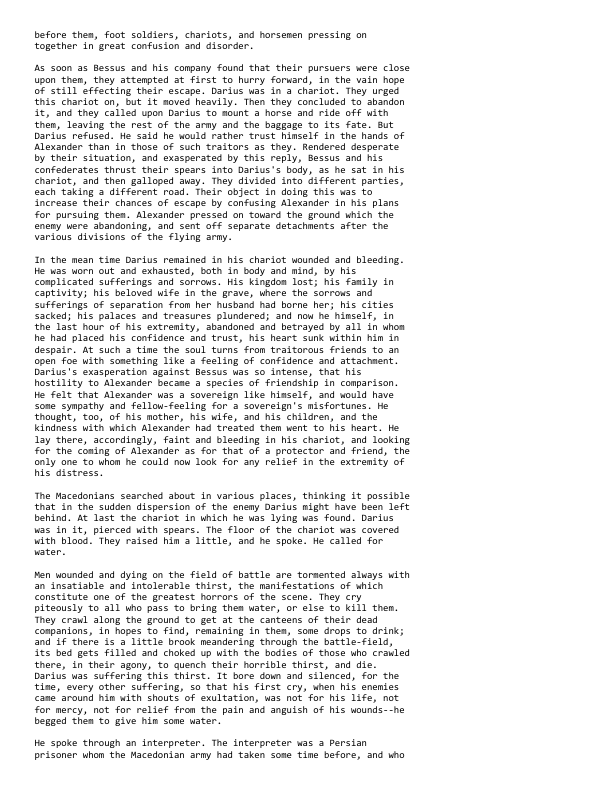 before them, foot soldiers, chariots, and horsemen pressing on
together in great confusion and disorder.

As soon as Bessus and his company found that their pursuers were close
upon them, they attempted at first to hurry forward, in the vain hope
of still effecting their escape. Darius was in a chariot. They urged
this chariot on, but it moved heavily. Then they concluded to abandon
it, and they called upon Darius to mount a horse and ride off with
them, leaving the rest of the army and the baggage to its fate. But
Darius refused. He said he would rather trust himself in the hands of
Alexander than in those of such traitors as they. Rendered desperate
by their situation, and exasperated by this reply, Bessus and his
confederates thrust their spears into Darius's body, as he sat in his
chariot, and then galloped away. They divided into different parties,
each taking a different road. Their object in doing this was to
increase their chances of escape by confusing Alexander in his plans
for pursuing them. Alexander pressed on toward the ground which the
enemy were abandoning, and sent off separate detachments after the
various divisions of the flying army.

In the mean time Darius remained in his chariot wounded and bleeding.
He was worn out and exhausted, both in body and mind, by his
complicated sufferings and sorrows. His kingdom lost; his family in
captivity; his beloved wife in the grave, where the sorrows and
sufferings of separation from her husband had borne her; his cities
sacked; his palaces and treasures plundered; and now he himself, in
the last hour of his extremity, abandoned and betrayed by all in whom
he had placed his confidence and trust, his heart sunk within him in
despair. At such a time the soul turns from traitorous friends to an
open foe with something like a feeling of confidence and attachment.
Darius's exasperation against Bessus was so intense, that his
hostility to Alexander became a species of friendship in comparison.
He felt that Alexander was a sovereign like himself, and would have
some sympathy and fellow-feeling for a sovereign's misfortunes. He
thought, too, of his mother, his wife, and his children, and the
kindness with which Alexander had treated them went to his heart. He
lay there, accordingly, faint and bleeding in his chariot, and looking
for the coming of Alexander as for that of a protector and friend, the
only one to whom he could now look for any relief in the extremity of
his distress.

The Macedonians searched about in various places, thinking it possible
that in the sudden dispersion of the enemy Darius might have been left
behind. At last the chariot in which he was lying was found. Darius
was in it, pierced with spears. The floor of the chariot was covered
with blood. They raised him a little, and he spoke. He called for
water.

Men wounded and dying on the field of battle are tormented always with
an insatiable and intolerable thirst, the manifestations of which
constitute one of the greatest horrors of the scene. They cry
piteously to all who pass to bring them water, or else to kill them.
They crawl along the ground to get at the canteens of their dead
companions, in hopes to find, remaining in them, some drops to drink;
and if there is a little brook meandering through the battle-field,
its bed gets filled and choked up with the bodies of those who crawled
there, in their agony, to quench their horrible thirst, and die.
Darius was suffering this thirst. It bore down and silenced, for the
time, every other suffering, so that his first cry, when his enemies
came around him with shouts of exultation, was not for his life, not
for mercy, not for relief from the pain and anguish of his wounds--he
begged them to give him some water.

He spoke through an interpreter. The interpreter was a Persian
prisoner whom the Macedonian army had taken some time before, and who